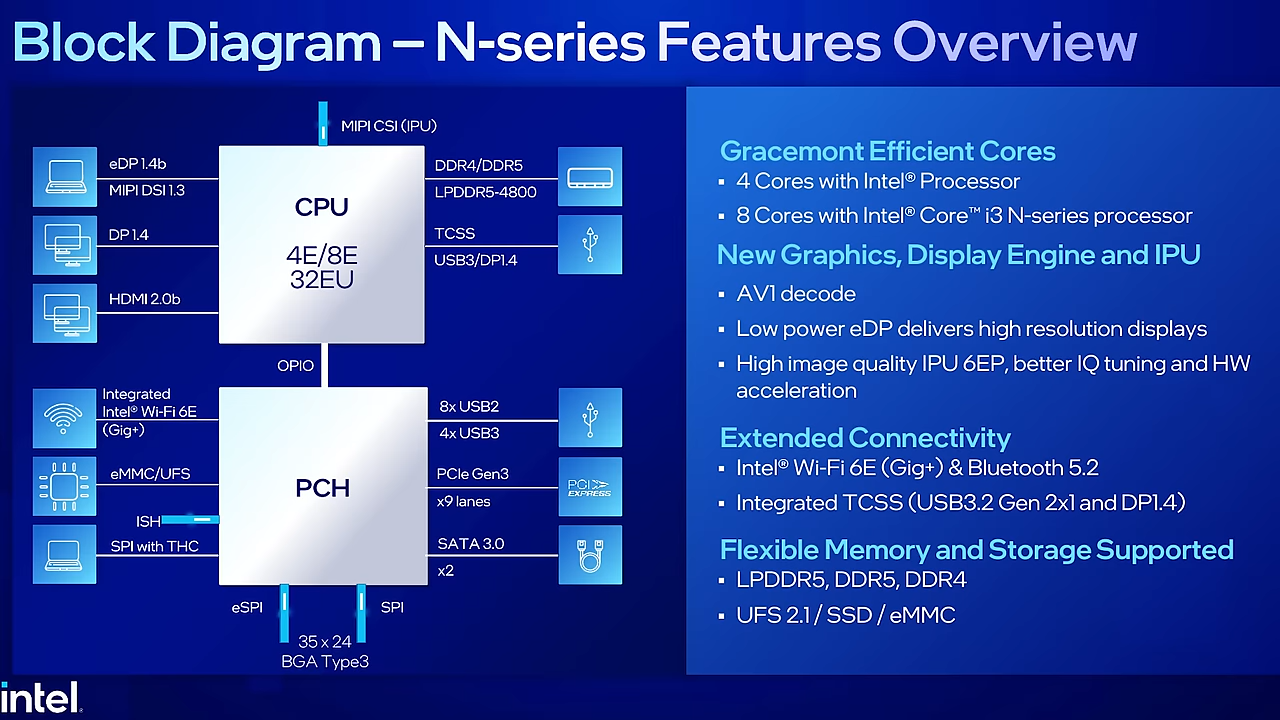 Block Diagram – N-series Features Overview
MIPI CSI (IPU)
eDP 1.4b
MIPI DSI 1.3
DP 1.4
HDMI 2.0b
CPU
4E/8E
32EU
DDR4/DDR5
LPDDR5-4800
TCSS
USB3/DP1.4
OPIO
Integrated
Intel® Wi-Fi 6E
(Gig+)
eMMC/UFS
ISH
SPI with THC
PCH
8x USB2
4x USB3
PCIe Gen3
x9 lanes
PCI
EXPRESS
SATA 3.0
x2
eSPI
SPI
35 x 24
BGA Type3
Gracemont Efficient Cores
▪ 4 Cores with Intel® Processor
▪ 8 Cores with Intel® Core™ i3 N-series processor
New Graphics, Display Engine and IPU
▪ AV1 decode
▪ Low power eDP delivers high resolution displays
▪ High image quality IPU 6EP, better IQ tuning and HW
acceleration
Extended Connectivity
▪ Intel® Wi-Fi 6E (Gig+) & Bluetooth 5.2
▪ Integrated TCSS (USB3.2 Gen 2x1 and DP1.4)
Flexible Memory and Storage Supported
▪ LPDDR5, DDR5, DDR4
▪ UFS 2.1 / SSD / eMMC
intel.